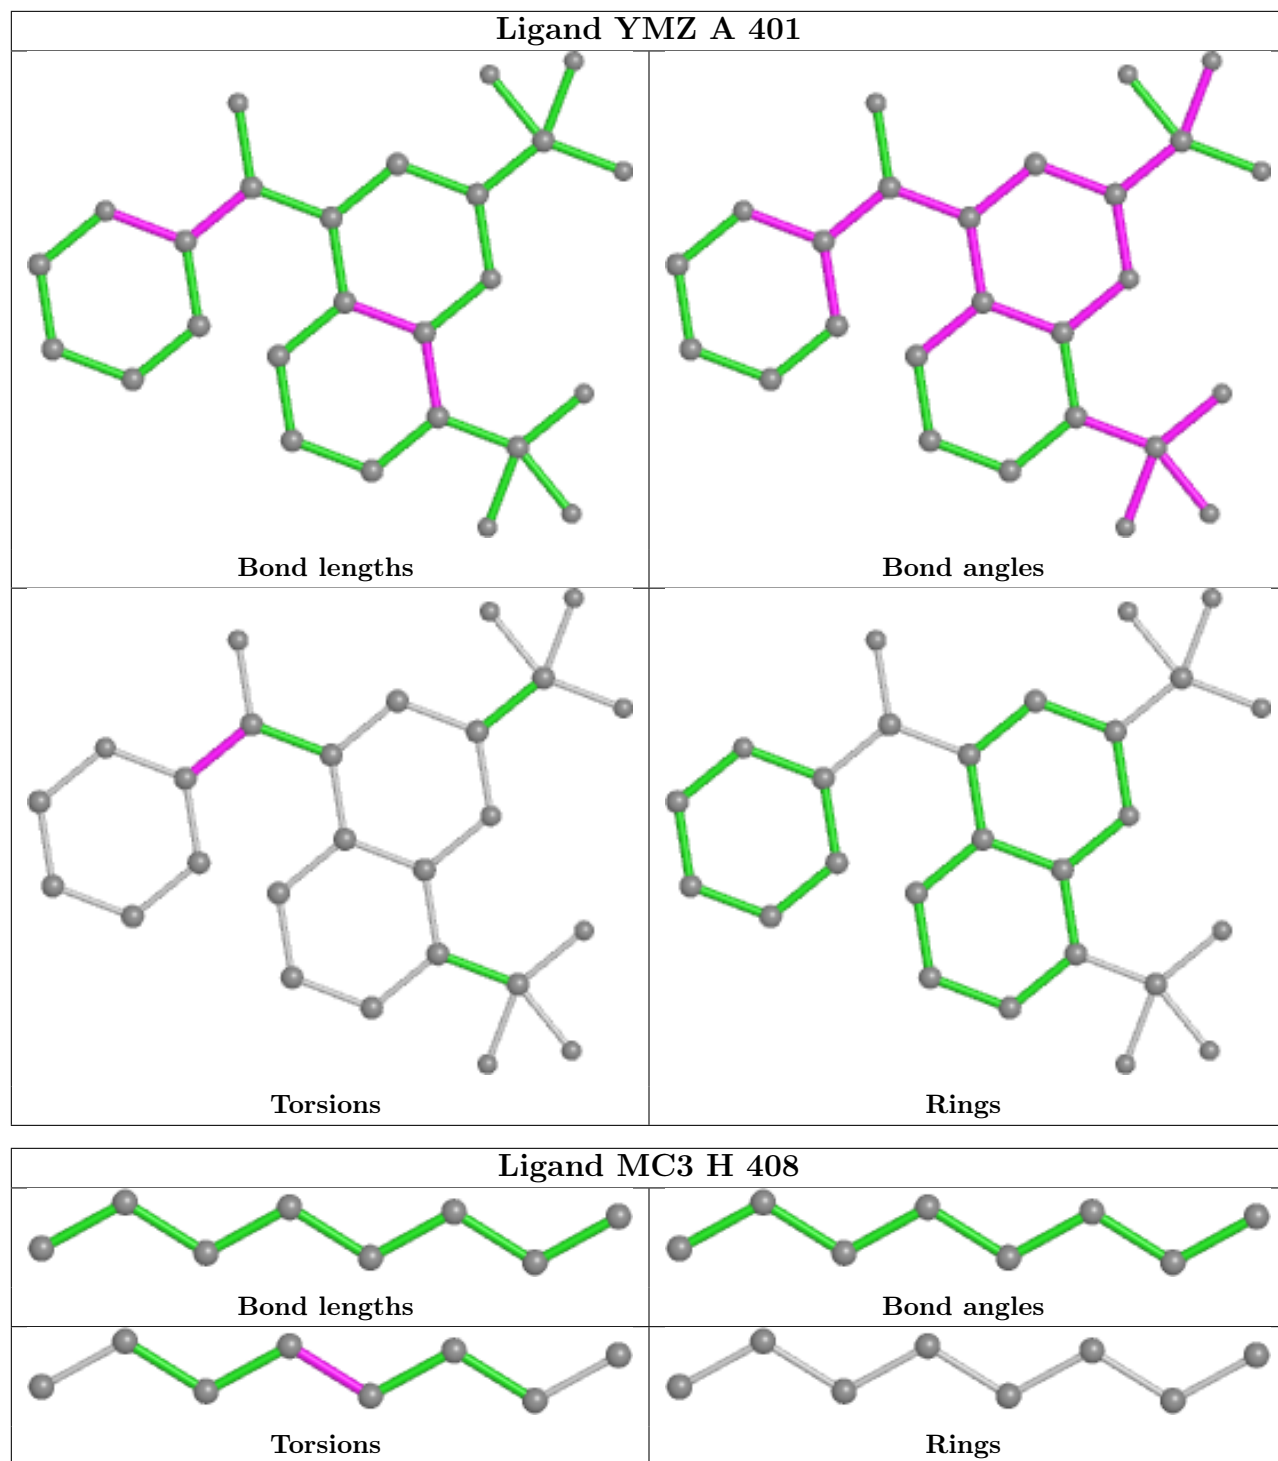 Ligand YMZ A 401
Bond lengths
Bond angles
Torsions
Rings
Ligand MC3 H 408
Bond lengths
Bond angles
Torsions
Rings